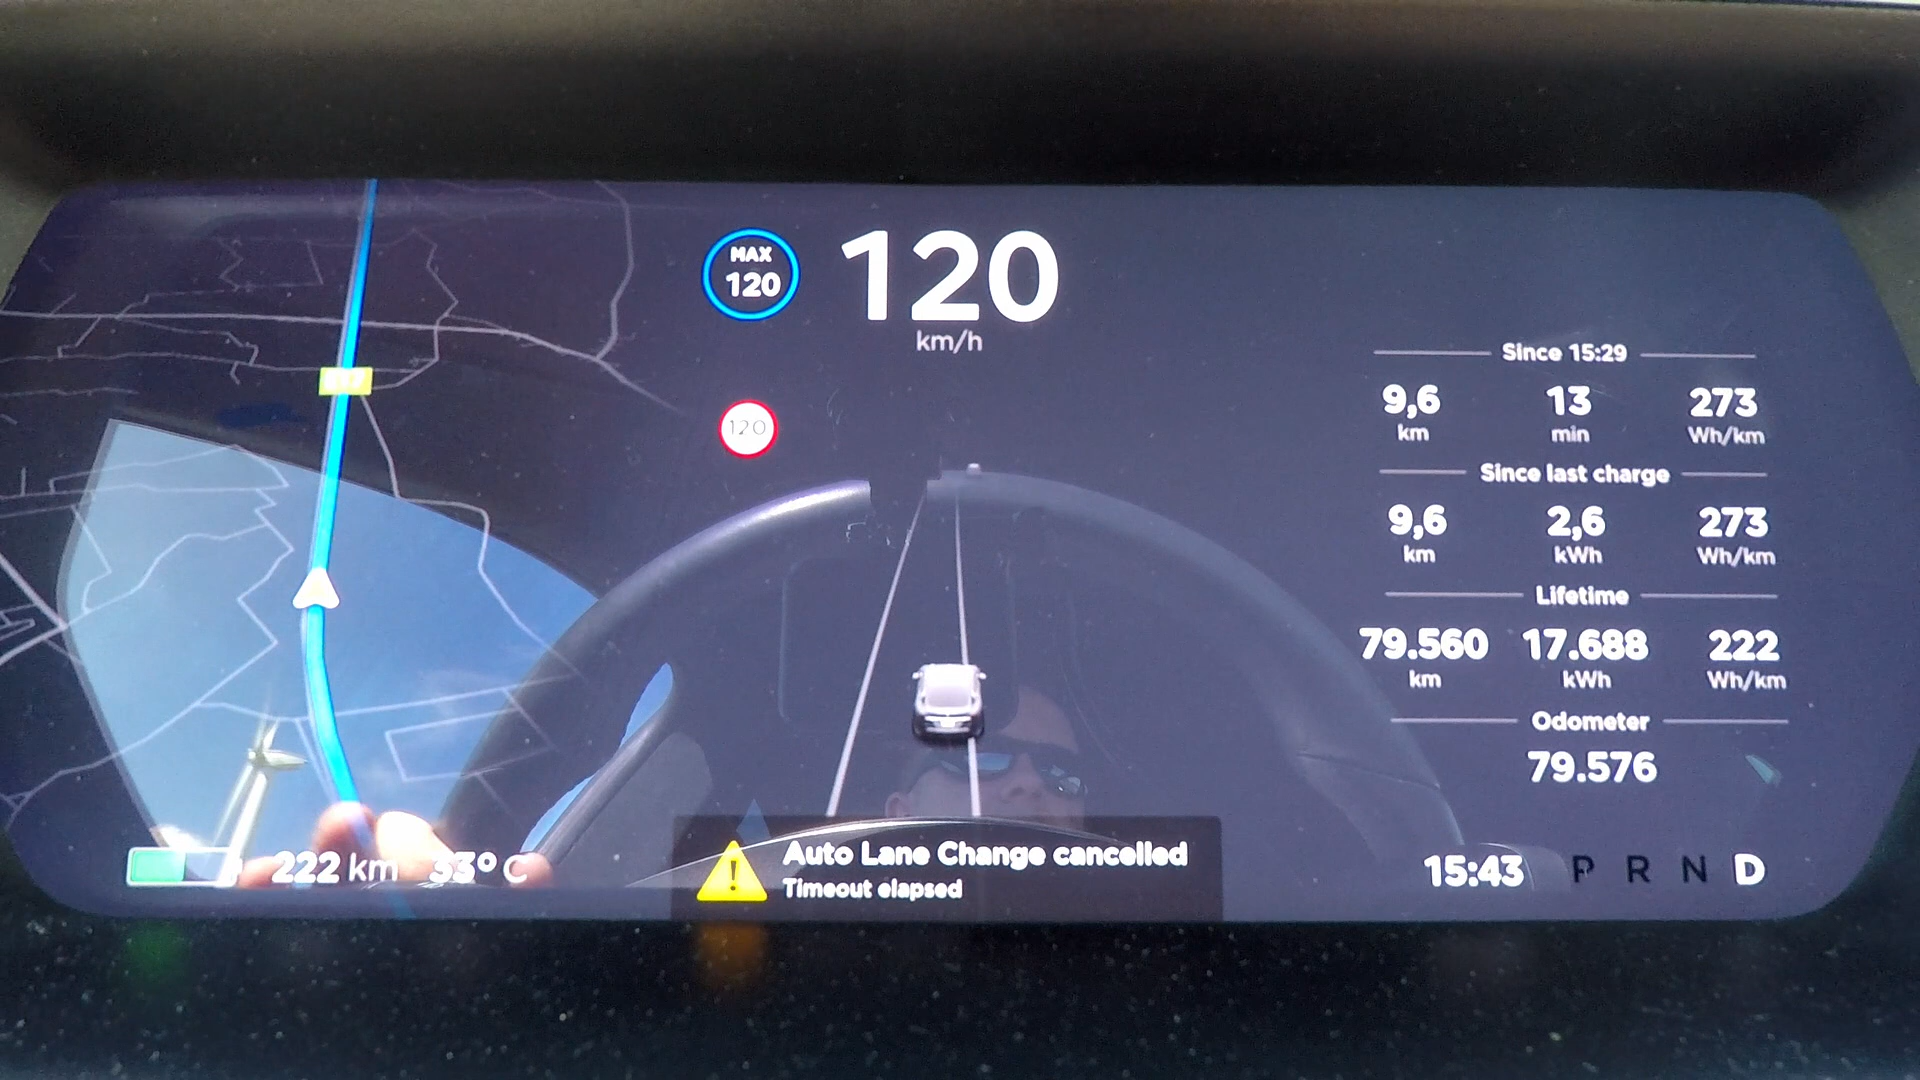 MAX
120
120
km/h
120
Since 15:29
9,6 13 273
km min Wh/km
Since last charge
9,6 2,6 273
km kWh Wh/km
Lifetime
79.560 17.688 222
km kWh Wh/km
Odometer
79.576
222 km 33° C
Auto Lane Change cancelled
Timeout elapsed
15:43 P R N D